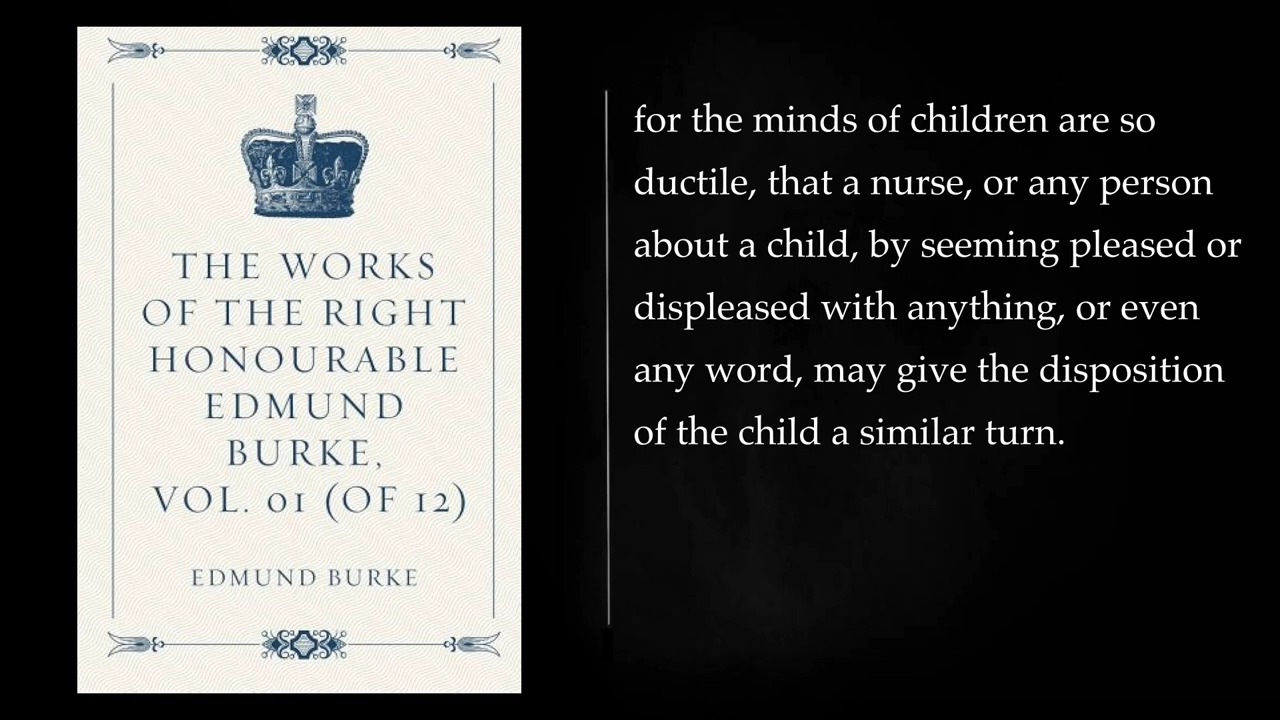 THE WORKS
OF THE RIGHT
HONOURABLE
EDMUND
BURKE,
VOL. 01 (OF 12)
EDMUND BURKE
for the minds of children are so
ductile, that a nurse, or any person
about a child, by seeming pleased or
displeased with anything, or even
any word, may give the disposition
of the child a similar turn.